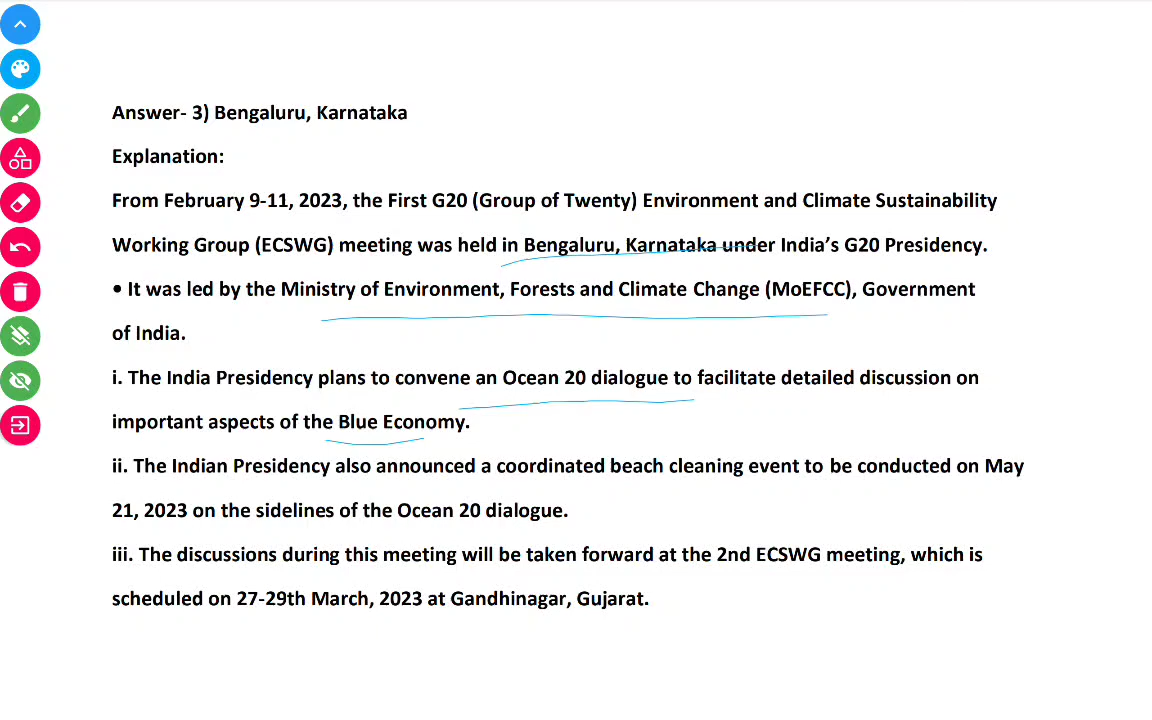 Answer- 3) Bengaluru, Karnataka
Explanation:
From February 9-11, 2023, the First G20 (Group of Twenty) Environment and Climate Sustainability
Working Group (ECSWG) meeting was held in Bengaluru, Karnataka under India’s G20 Presidency.
• It was led by the Ministry of Environment, Forests and Climate Change (MoEFCC), Government
of India.
i. The India Presidency plans to convene an Ocean 20 dialogue to facilitate detailed discussion on
important aspects of the Blue Economy.
ii. The Indian Presidency also announced a coordinated beach cleaning event to be conducted on May
21, 2023 on the sidelines of the Ocean 20 dialogue.
iii. The discussions during this meeting will be taken forward at the 2nd ECSWG meeting, which is
scheduled on 27-29th March, 2023 at Gandhinagar, Gujarat.